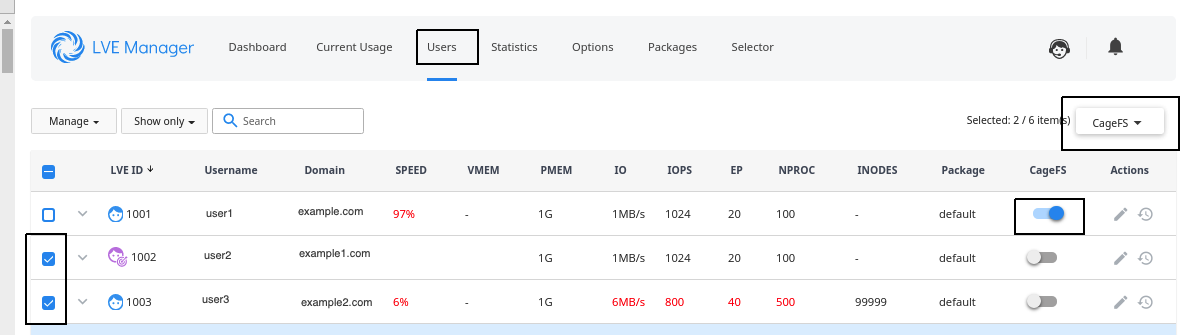 LVE Manager Dashboard Current Usage Users Statistics Options Packages Selector
Manage Show only Search Selected: 2 / 6 item(s) CageFS
LVE ID Username Domain SPEED VMEM PMEM IO IOPS EP NPROC INODES Package CageFS Actions
1001 user1 example.com 97% - 1G 1MB/s 1024 20 100 - default
1002 user2 example1.com 1G 1MB/s 1024 20 100 - default
1003 user3 example2.com 6% - 1G 6MB/s 800 40 500 99999 default